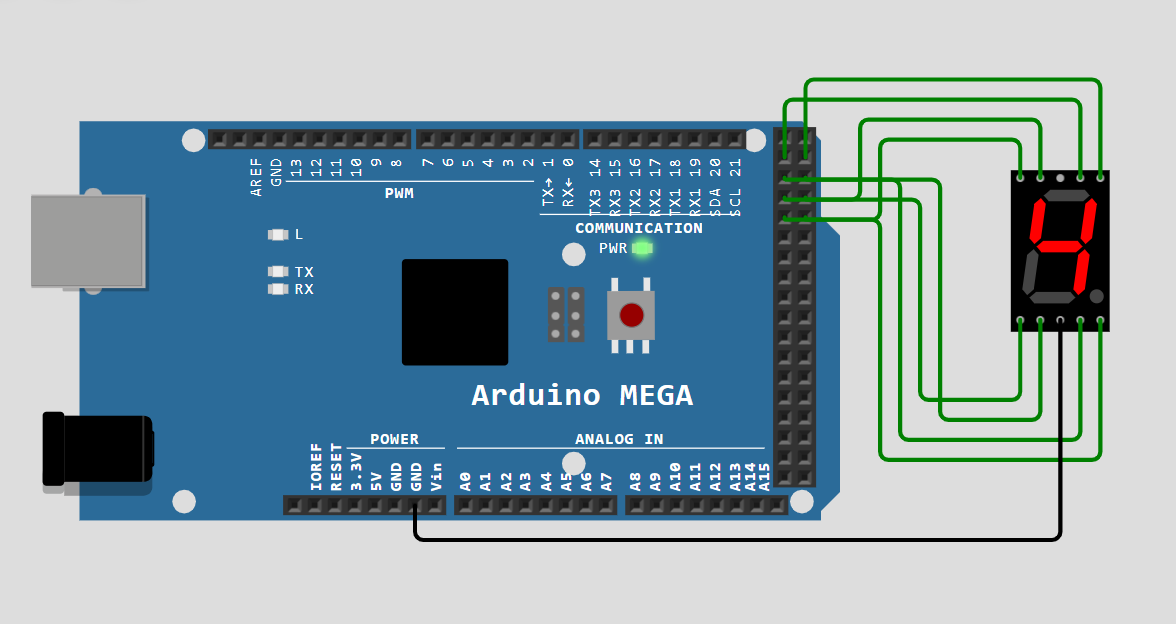 AREF
GND
13
12
11
10
9
8
7
6
5
4
3
2
TX→ 1
RX← 0
TX3 14
RX3 15
TX2 16
RX2 17
TX1 18
RX1 19
SDA 20
SCL 21
PWM
COMMUNICATION
L
PWR
TX
RX
Arduino MEGA
POWER
ANALOG IN
IOREF
RESET
3.3V
5V
GND
GND
Vin
A0
A1
A2
A3
A4
A5
A6
A7
A8
A9
A10
A11
A12
A13
A14
A15
4